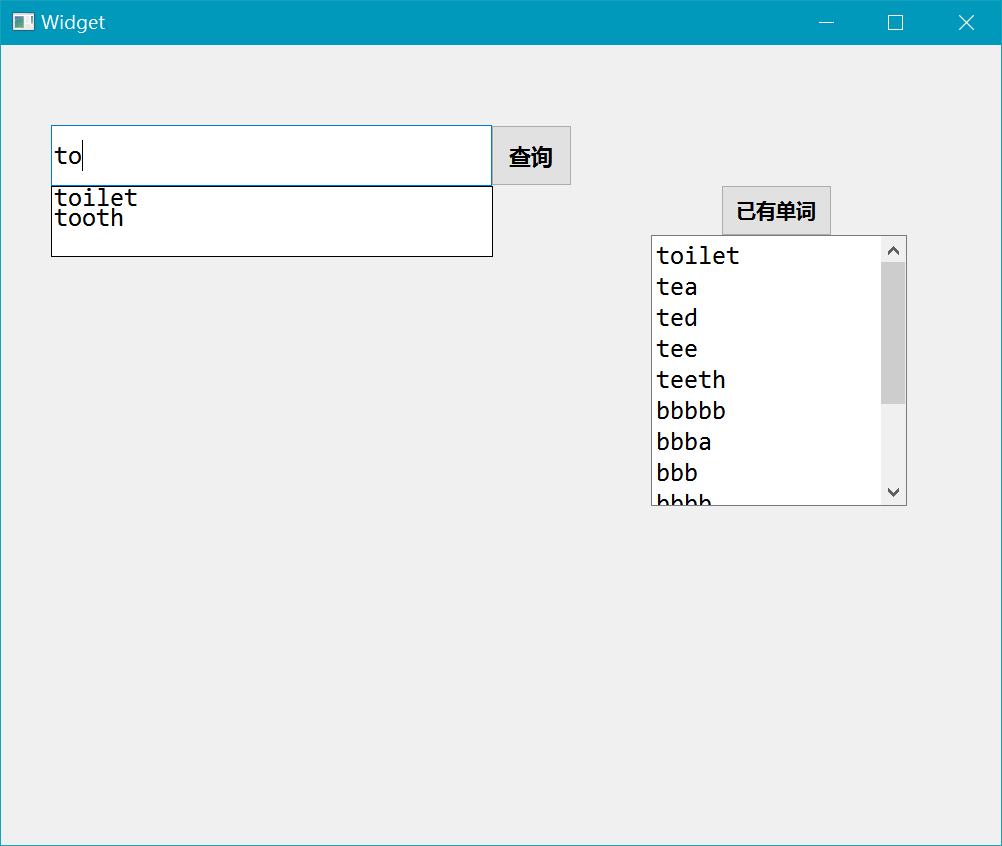 Widget
to
查询
toilet
tooth
已有单词
toilet
tea
ted
tee
teeth
bbbbb
bbba
bbb